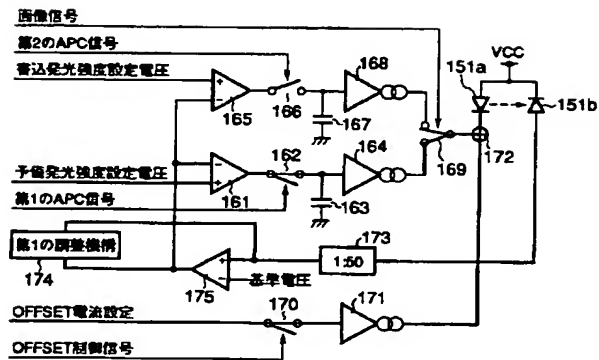 画像信号
第2のAPC信号
書込発光強度設定電圧
168
VCC
151a
151b
165
166
167
169
172
162
164
予備発光強度設定電圧
161
第1のAPC信号
163
173
第1の調整機構
1:50
174
175
基準電圧
170
171
OFFSET電流設定
OFFSET制御信号